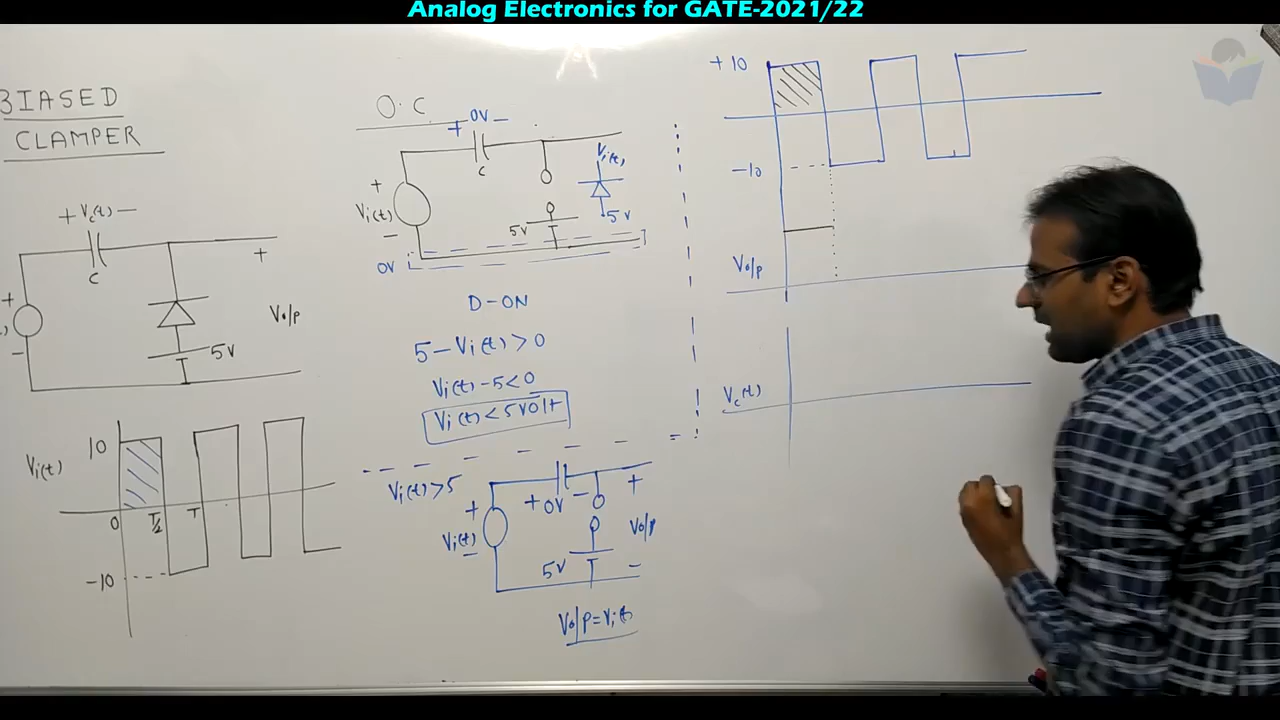 Analog Electronics for GATE-2021/22
BIASED
CLAMPER
+ Vc(t) —
C
+
+
—
5V
Vo/p
Vi(t)
10
0
T/2
T
-10
O.C
+ 0V —
C
+
Vi(t)
—
0V
5V
Vi(t)
5V
D-ON
5-Vi(t)>0
Vi(t)-5<0
Vi(t)<5volt
Vi(t)>5
+ 0V —
+
Vi(t)
—
5V
+
Vo/p
—
Vo/p=Vi(t)
+10
-10
Vo/p
Vc(t)